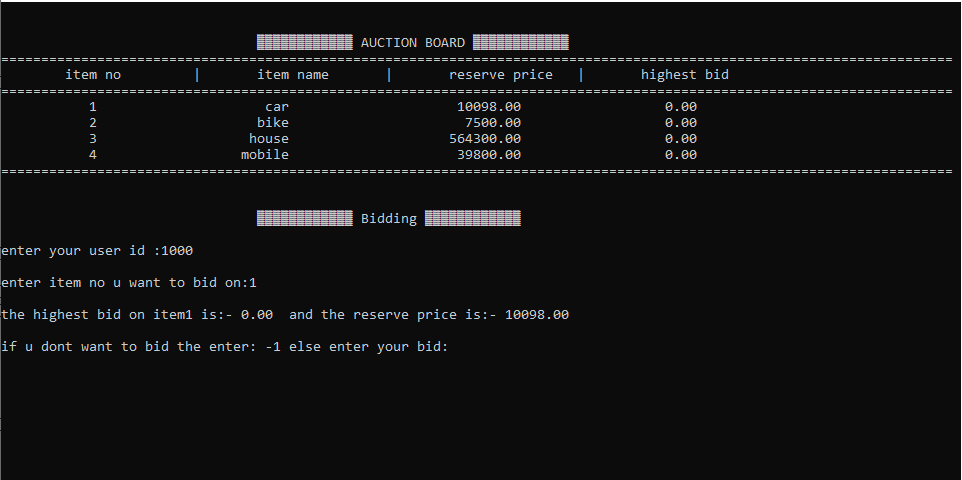 ▓▓▓▓▓▓▓▓▓▓▓▓ AUCTION BOARD ▓▓▓▓▓▓▓▓▓▓▓▓
=======================================================================================================================
item no | item name | reserve price | highest bid
=======================================================================================================================
1 car 10098.00 0.00
2 bike 7500.00 0.00
3 house 564300.00 0.00
4 mobile 39800.00 0.00
=======================================================================================================================
▓▓▓▓▓▓▓▓▓▓▓▓ Bidding ▓▓▓▓▓▓▓▓▓▓▓▓
enter your user id :1000
enter item no u want to bid on:1
the highest bid on item1 is:- 0.00  and the reserve price is:- 10098.00
if u dont want to bid the enter: -1 else enter your bid: